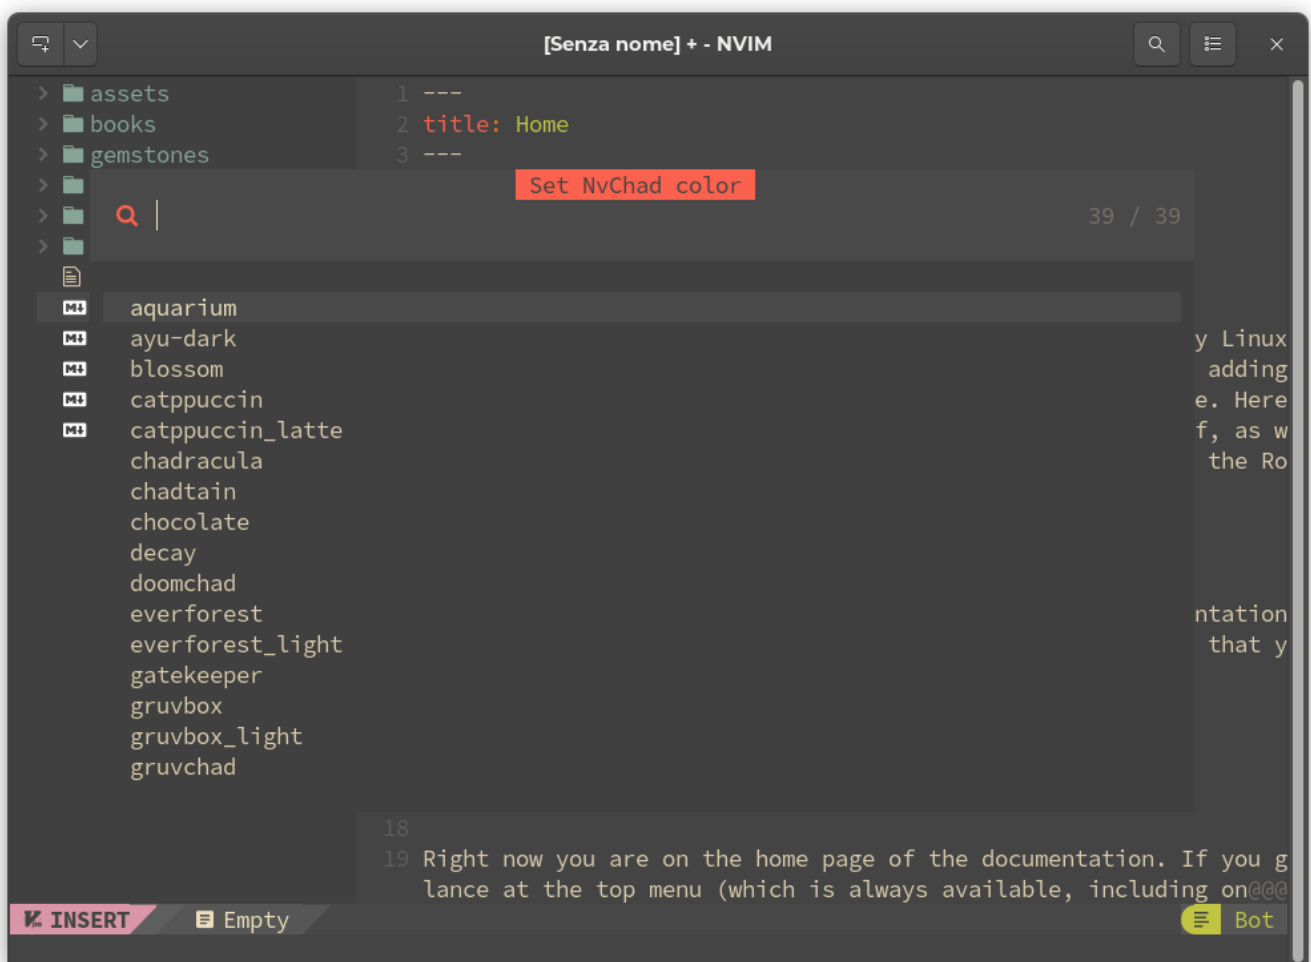 [Senza nome] + - NVIM
assets
books
gemstones
1 ---
2 title: Home
3 ---
Set NvChad color
39 / 39
aquarium
ayu-dark
blossom
catppuccin
catppuccin_latte
chadracula
chadtain
chocolate
decay
doomchad
everforest
everforest_light
gatekeeper
gruvbox
gruvbox_light
gruvchad
y Linux
adding
e. Here
f, as w
the Ro
ntation
that y
18
19 Right now you are on the home page of the documentation. If you g
lance at the top menu (which is always available, including on@@@
INSERT Empty Bot